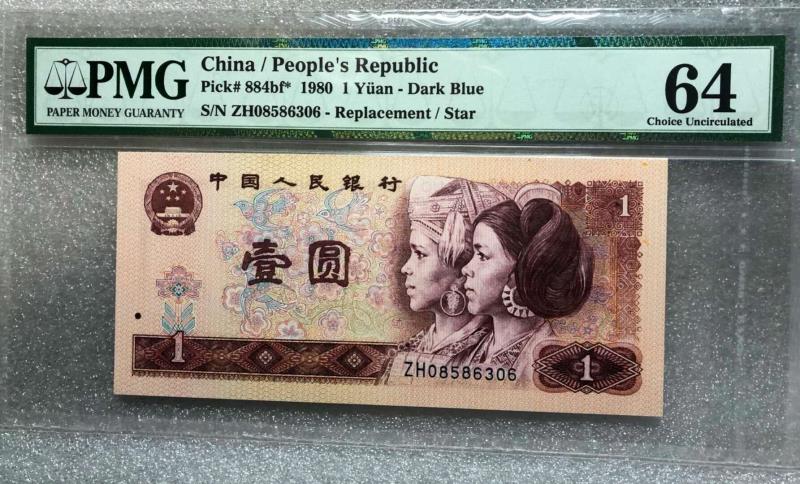 PMG
PAPER MONEY GUARANTY
China / People's Republic
Pick# 884bf* 1980 1 Yüan - Dark Blue
S/N ZH08586306 - Replacement / Star
64
Choice Uncirculated
中国人民银行
1
壹圆
1
ZH08586306
1